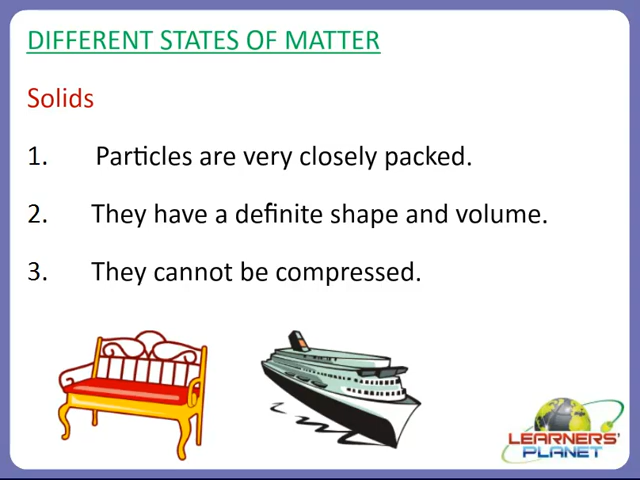 DIFFERENT STATES OF MATTER
Solids
1. Particles are very closely packed.
2. They have a definite shape and volume.
3. They cannot be compressed.
LEARNERS'
PLANET